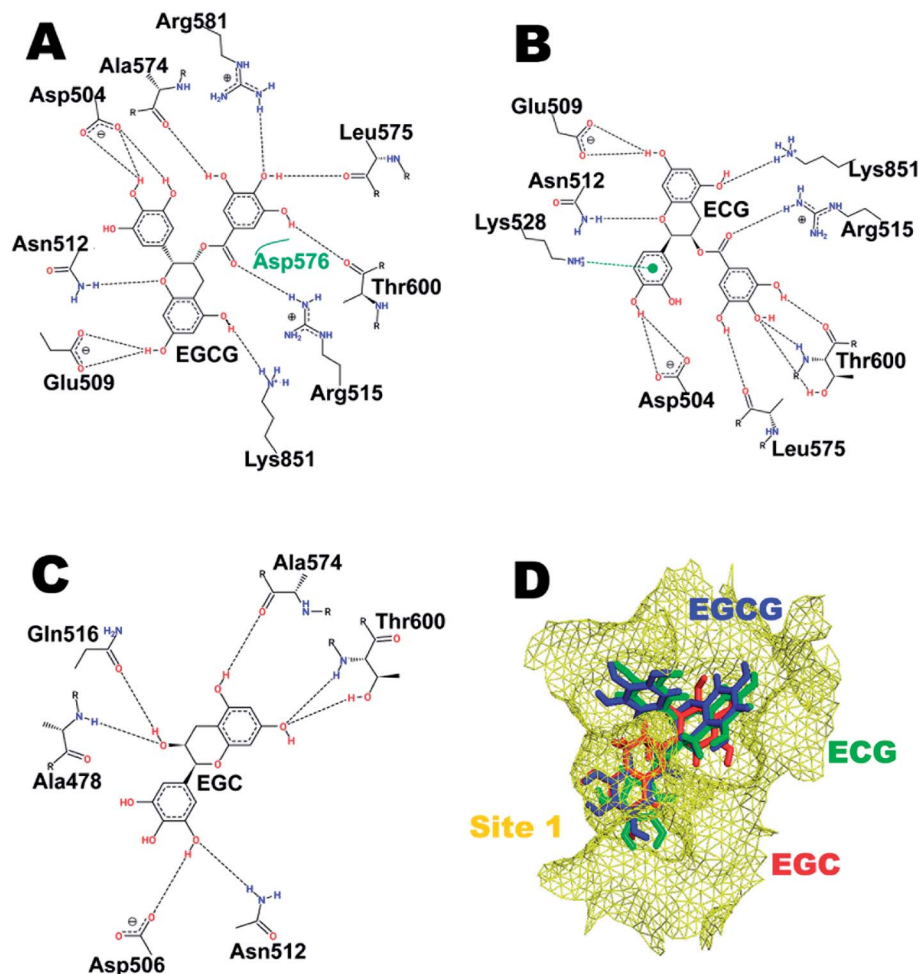 A
Arg581
Ala574
Asp504
Leu575
Asn512
Asp576
Thr600
EGCG
Glu509
Arg515
Lys851
B
Glu509
Lys851
Asn512
ECG
Lys528
Arg515
Thr600
Asp504
Leu575
C
Ala574
Gln516
Thr600
Ala478
EGC
Asp506
Asn512
D
EGCG
ECG
Site 1
EGC